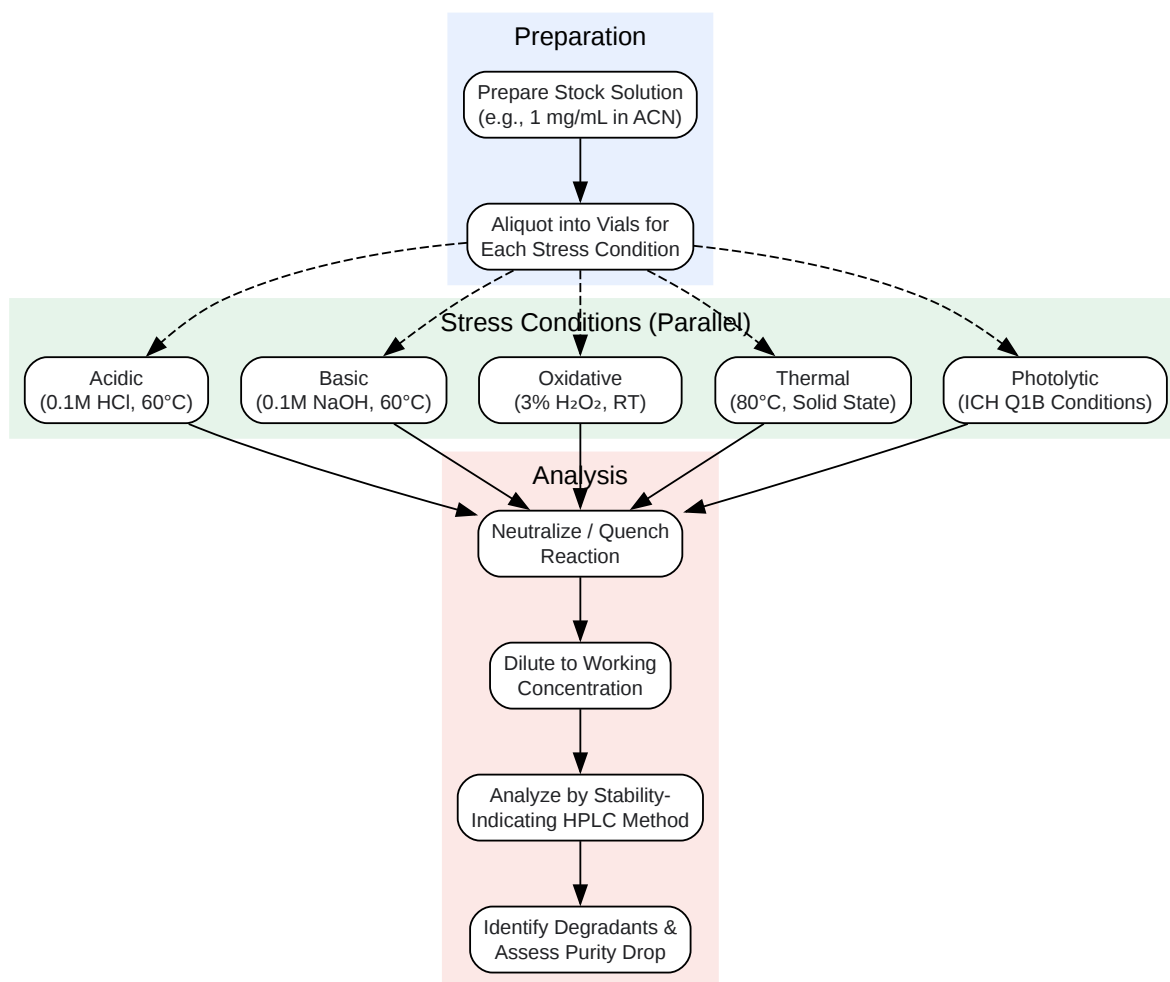 Preparation
Prepare Stock Solution
(e.g., 1 mg/mL in ACN)
Aliquot into Vials for
Each Stress Condition
Stress Conditions (Parallel)
Acidic
(0.1M HCl, 60°C)
Basic
(0.1M NaOH, 60°C)
Oxidative
(3% H₂O₂, RT)
Thermal
(80°C, Solid State)
Photolytic
(ICH Q1B Conditions)
Analysis
Neutralize / Quench
Reaction
Dilute to Working
Concentration
Analyze by Stability-
Indicating HPLC Method
Identify Degradants &
Assess Purity Drop